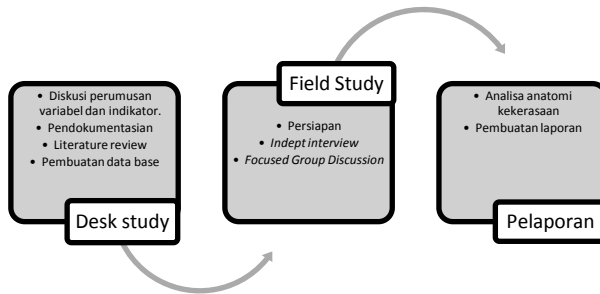 • Diskusi perumusan
variabel dan indikator.
• Pendokumentasian
• Literature review
• Pembuatan data base
Desk study
Field Study
• Persiapan
• Indept interview
• Focused Group Discussion
• Analisa anatomi
kekerasaan
• Pembuatan laporan
Pelaporan